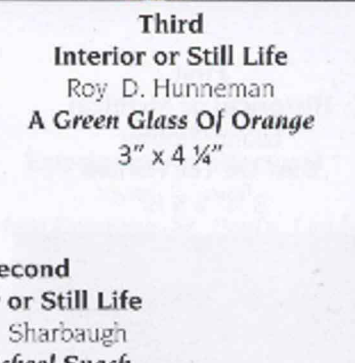 Third
Interior or Still Life
Roy D. Hunneman
A Green Glass Of Orange
3" x 4 ¼"
econd
or Still Life
Sharbaugh